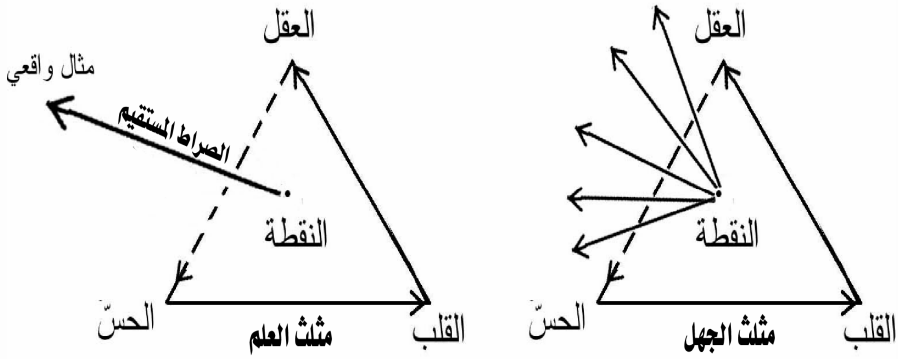 العقل
النقطة
القلب
الحسّ
مثلث الجهل
العقل
مثال واقعي
الصراط المستقيم
النقطة
القلب
الحسّ
مثلث العلم